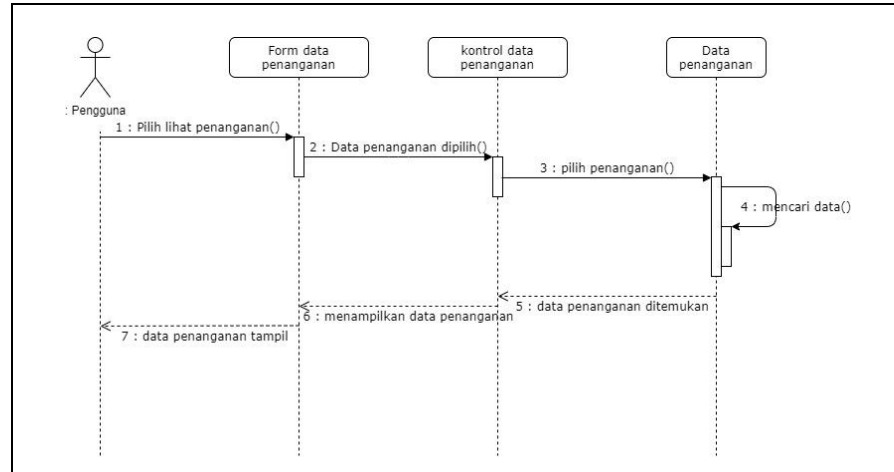 Form data
penanganan
kontrol data
penanganan
Data
penanganan
: Pengguna
1 : Pilih lihat penanganan()
2 : Data penanganan dipilih()
3 : pilih penanganan()
4 : mencari data()
5 : data penanganan ditemukan
6 : menampilkan data penanganan
7 : data penanganan tampil